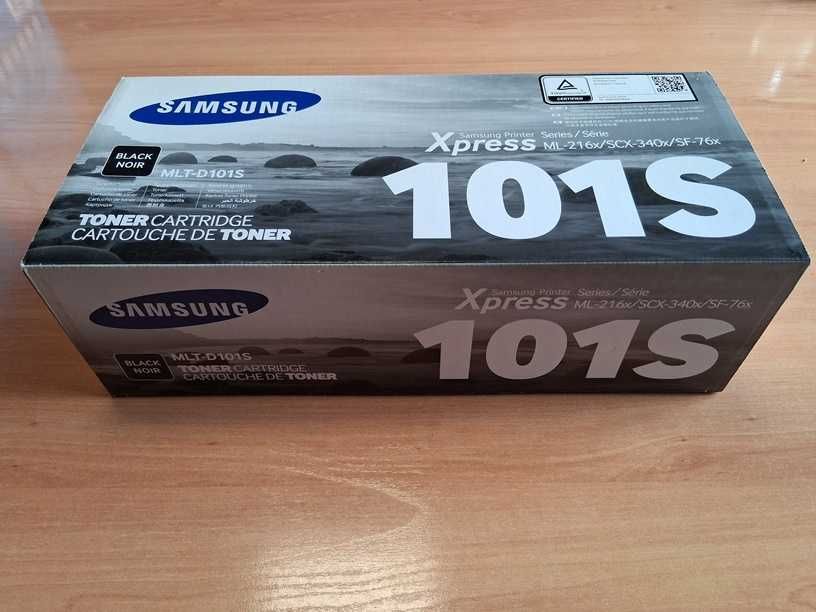 SAMSUNG
CERTIFIED
Samsung Printer
Xpress
Series/Série
ML-216x/SCX-340x/SF-76x
101S
BLACK
NOIR
MLT-D101S
TONER CARTRIDGE
CARTOUCHE DE TONER
SAMSUNG
Samsung Printer
Xpress
Series/Série
ML-216x/SCX-340x/SF-76x
101S
BLACK
NOIR
MLT-D101S
TONER CARTRIDGE
CARTOUCHE DE TONER